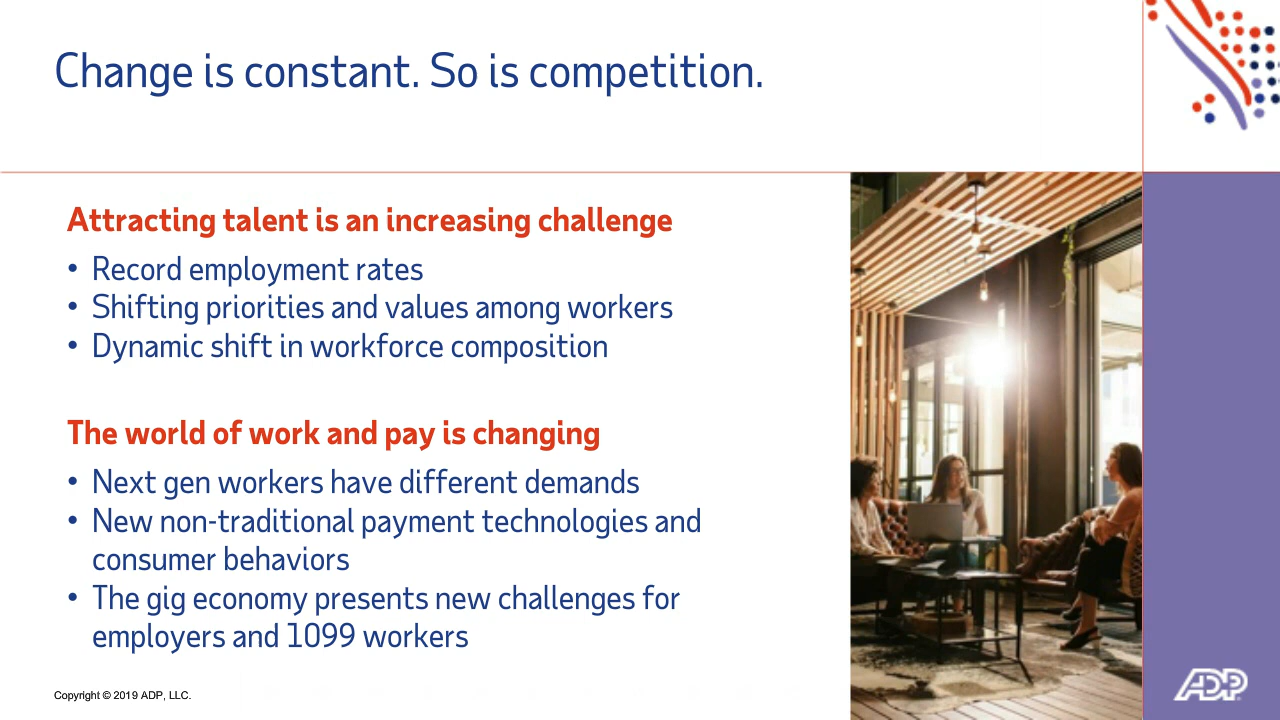 Change is constant. So is competition.
Attracting talent is an increasing challenge
• Record employment rates
• Shifting priorities and values among workers
• Dynamic shift in workforce composition
The world of work and pay is changing
• Next gen workers have different demands
• New non-traditional payment technologies and
consumer behaviors
• The gig economy presents new challenges for
employers and 1099 workers
Copyright © 2019 ADP, LLC.
ADP